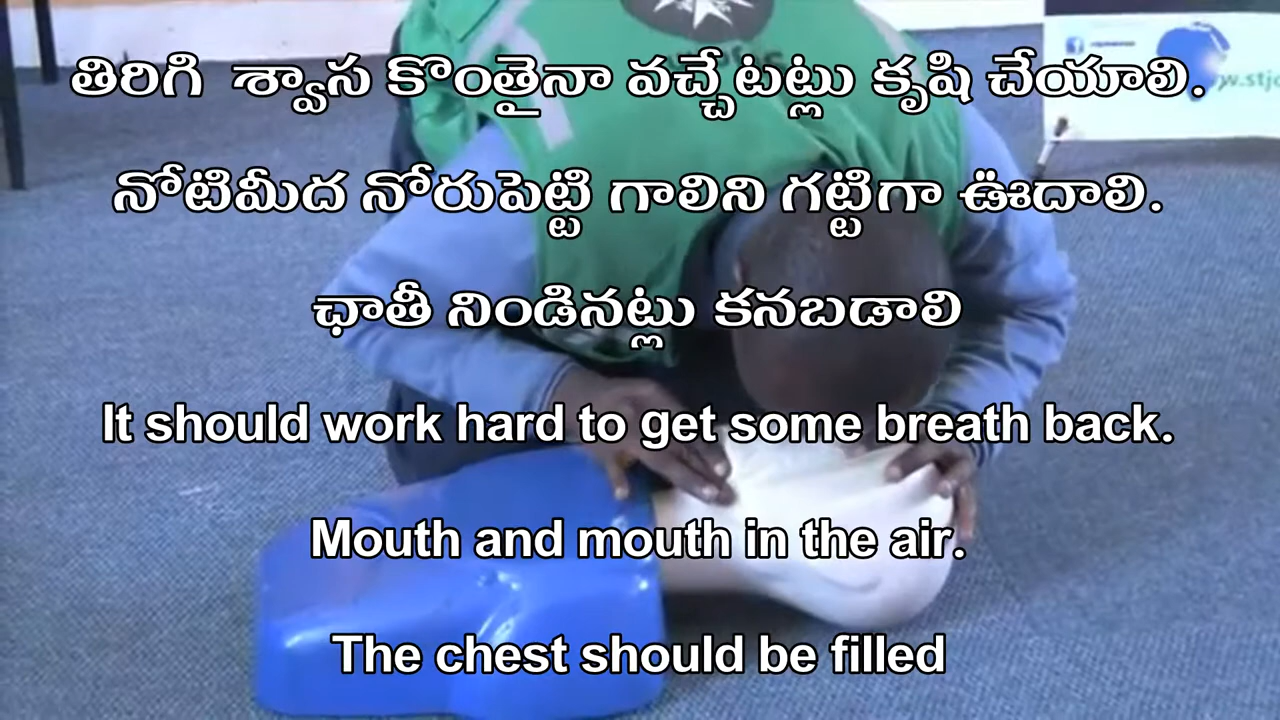 తిరిగి శ్వాస కొంతైనా వచ్చేటట్లు కృషి చేయాలి.
నోటిమీద నోరుపెట్టి గాలిని గట్టిగా ఊదాలి.
ఛాతీ నిండినట్లు కనబడాలి
It should work hard to get some breath back.
Mouth and mouth in the air.
The chest should be filled